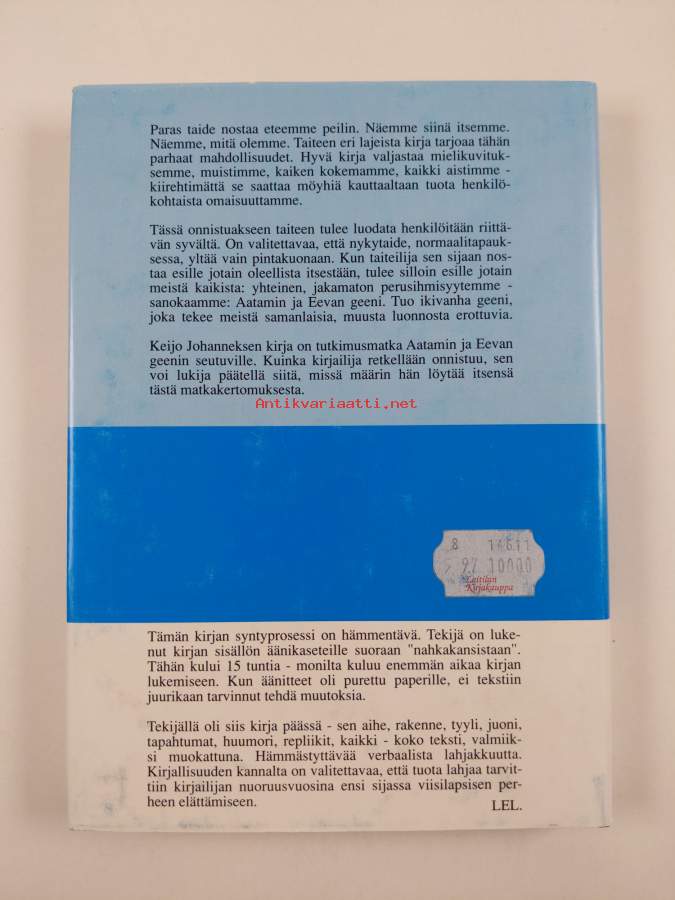 Paras taide nostaa eteemme peilin. Näemme siinä itsemme.
Näemme, mitä olemme. Taiteen eri lajeista kirja tarjoaa tähän
parhaat mahdollisuudet. Hyvä kirja valjastaa mielikuvituk-
semme, muistimme, kaiken kokemamme, kaikki aistimme -
kiirehtimättä se saattaa möyhiä kauttaaltaan tuota henkilö-
kohtaista omaisuuttamme.
Tässä onnistuakseen taiteen tulee luodata henkilöitään riittä-
vän syvältä. On valitettavaa, että nykytaide, normaalitapauk-
sessa, yltää vain pintakuonaan. Kun taiteilija sen sijaan nos-
taa esille jotain oleellista itsestään, tulee silloin esille jotain
meistä kaikista: yhteinen, jakamaton perusihmisyytemme -
sanokaamme: Aatamin ja Eevan geeni. Tuo ikivanha geeni,
joka tekee meistä samanlaisia, muusta luonnosta erottuvia.
Keijo Johanneksen kirja on tutkimusmatka Aatamin ja Eevan
geenin seutuville. Kuinka kirjailija retkellään onnistuu, sen
voi lukija päätellä siitä, missä määrin hän löytää itsensä
tästä matkakertomuksesta.
Antikvariaatti.net
8 14611
97 10000
Laitilan
Kirjakauppa
Tämän kirjan syntyprosessi on hämmentävä. Tekijä on luke-
nut kirjan sisällön äänikaseteille suoraan "nahkakansistaan".
Tähän kului 15 tuntia - monilta kuluu enemmän aikaa kirjan
lukemiseen. Kun äänitteet oli purettu paperille, ei tekstiin
juurikaan tarvinnut tehdä muutoksia.
Tekijällä oli siis kirja päässä - sen aihe, rakenne, tyyli, juoni,
tapahtumat, huumori, repliikit, kaikki - koko teksti, valmiik-
si muokattuna. Hämmästyttävää verbaalista lahjakkuutta.
Kirjallisuuden kannalta on valitettavaa, että tuota lahjaa tarvit-
tiin kirjailijan nuoruusvuosina ensi sijassa viisilapsisen per-
heen elättämiseen.
LEL.